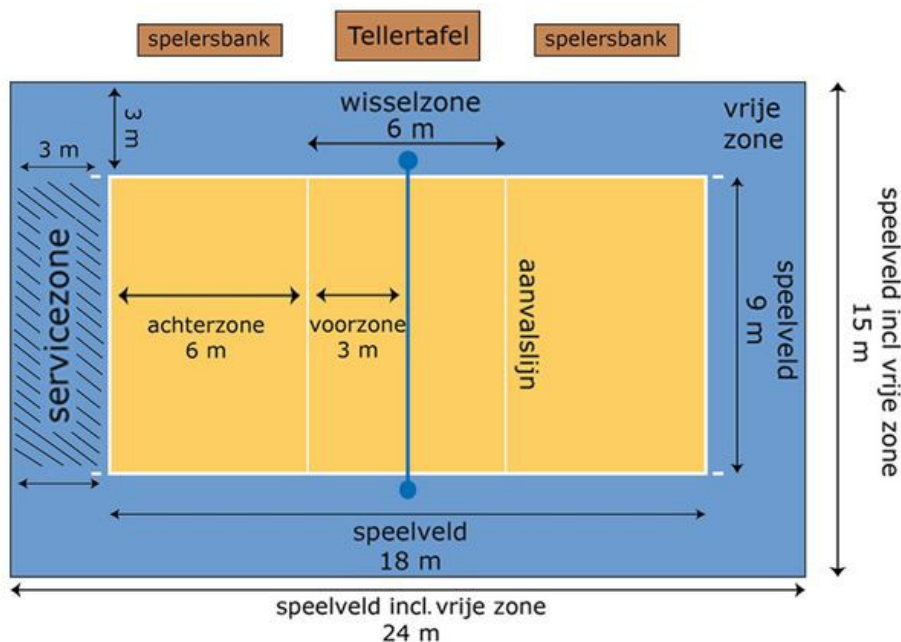 spelersbank
Tellertafel
spelersbank
wisselzone
6 m
vrije
zone
3 m
3 m
servicezone
achterzone
6 m
voorzone
3 m
aanvalslijn
speelveld
9 m
speelveld incl vrije zone
15 m
speelveld
18 m
speelveld incl. vrije zone
24 m